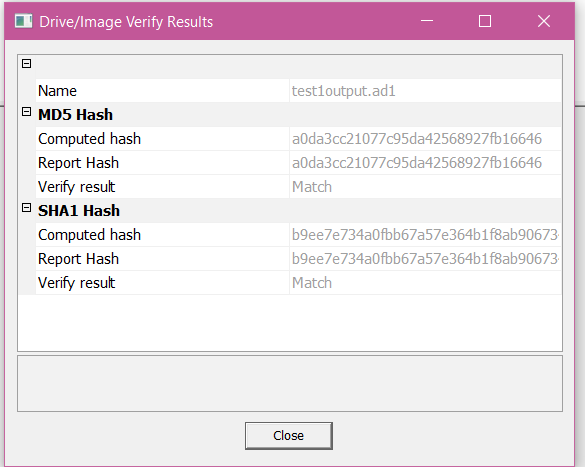 Drive/Image Verify Results
Name test1output.ad1
MD5 Hash
Computed hash a0da3cc21077c95da42568927fb16646
Report Hash a0da3cc21077c95da42568927fb16646
Verify result Match
SHA1 Hash
Computed hash b9ee7e734a0fbb67a57e364b1f8ab90673
Report Hash b9ee7e734a0fbb67a57e364b1f8ab90673
Verify result Match
Close